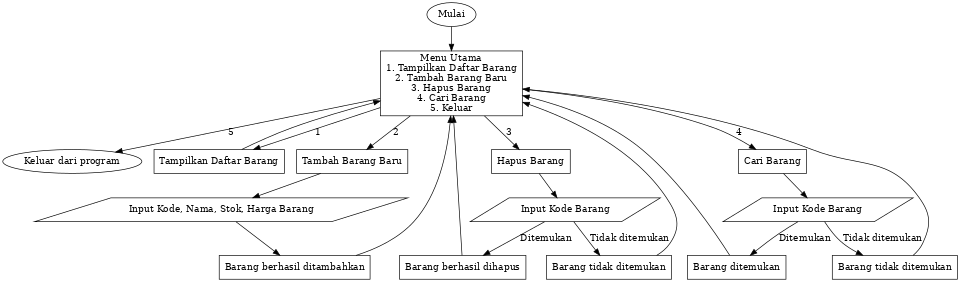 Mulai
Menu Utama
1. Tampilkan Daftar Barang
2. Tambah Barang Baru
3. Hapus Barang
4. Cari Barang
5. Keluar
5
1
2
3
4
Keluar dari program
Tampilkan Daftar Barang
Tambah Barang Baru
Hapus Barang
Cari Barang
Input Kode, Nama, Stok, Harga Barang
Input Kode Barang
Input Kode Barang
Ditemukan
Tidak ditemukan
Ditemukan
Tidak ditemukan
Barang berhasil ditambahkan
Barang berhasil dihapus
Barang tidak ditemukan
Barang ditemukan
Barang tidak ditemukan